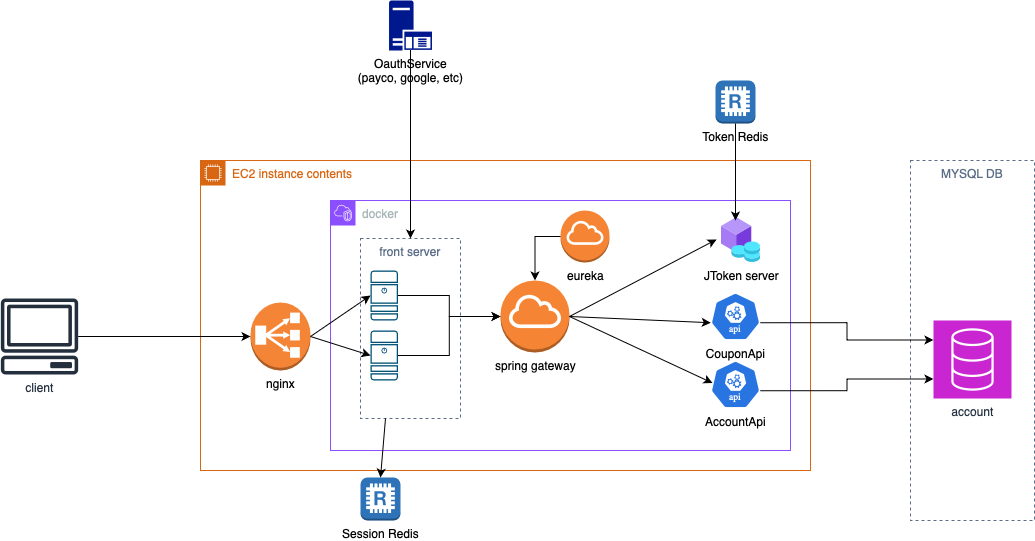 OauthService
(payco, google, etc)
R
Token Redis
EC2 instance contents
MYSQL DB
docker
front server
eureka
JToken server
client
nginx
spring gateway
api
CouponApi
api
AccountApi
account
R
Session Redis